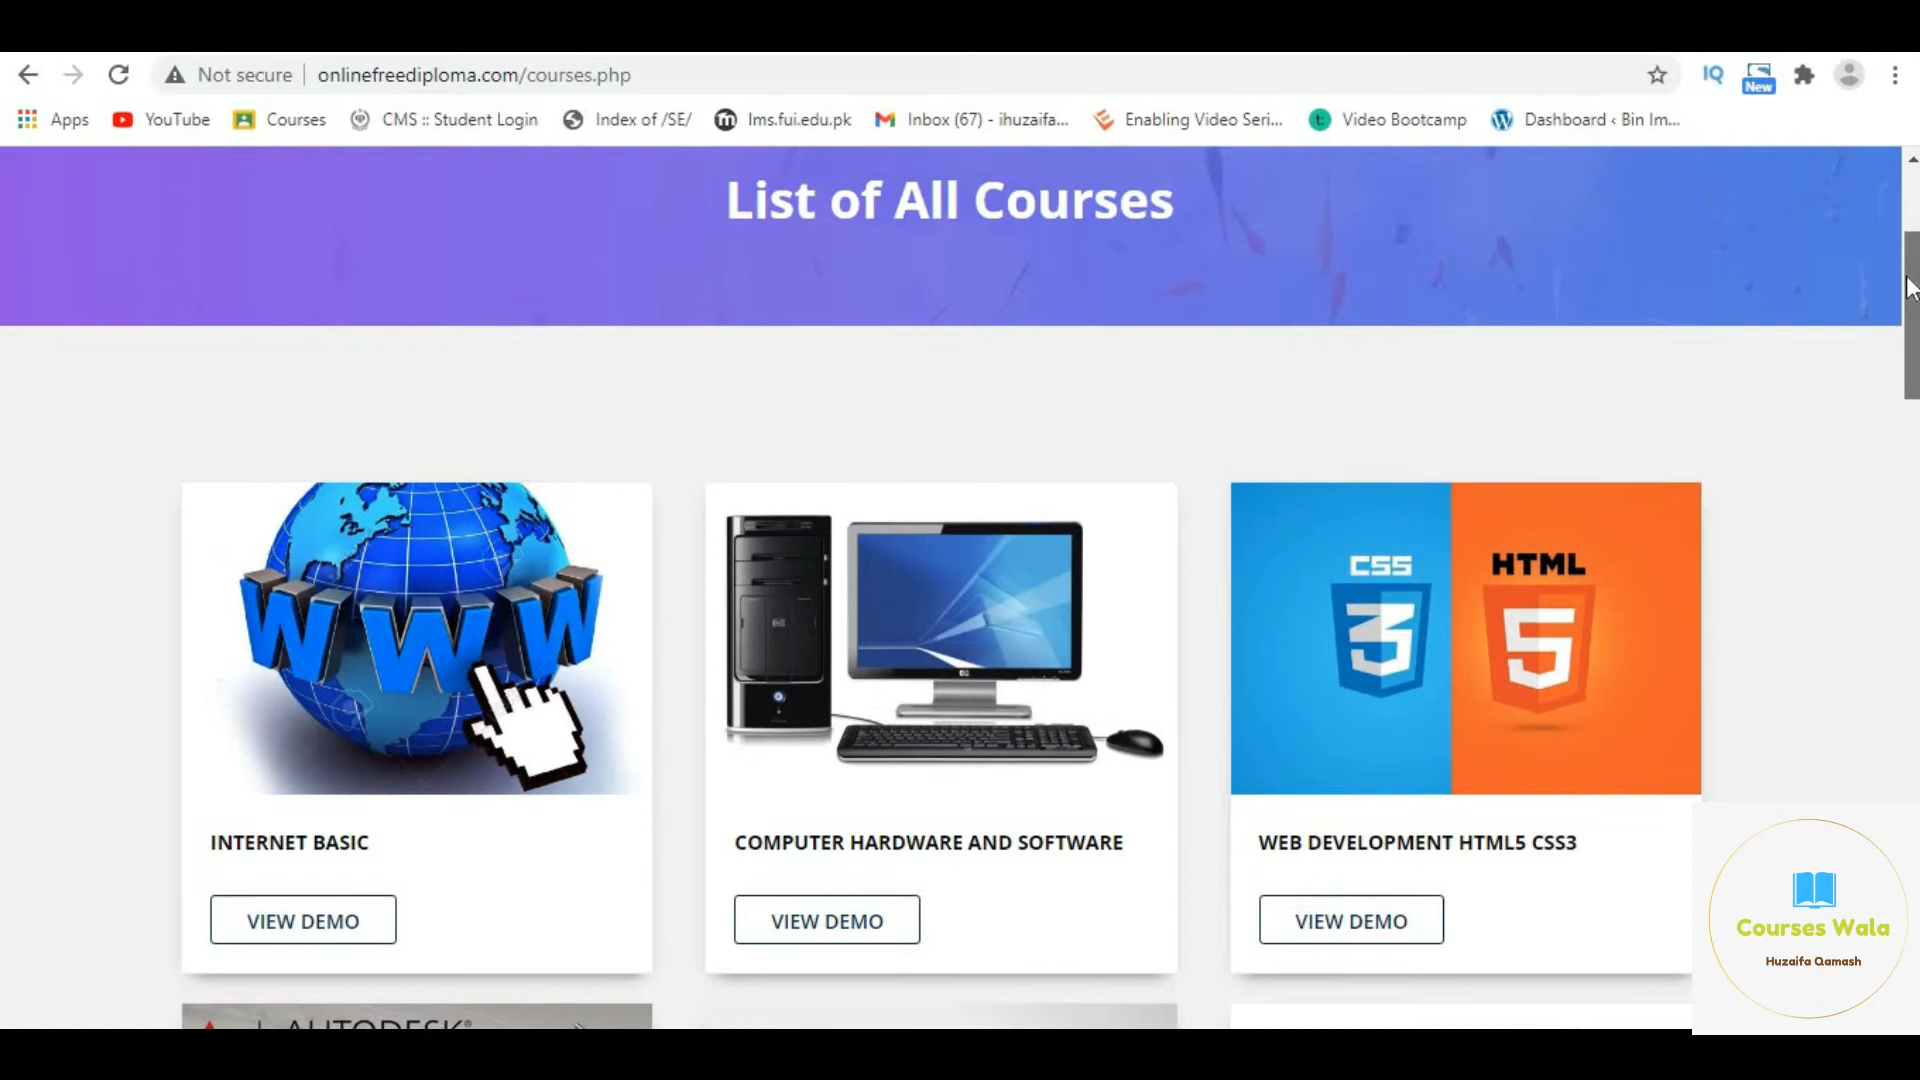 Not secure onlinefreediploma.com/courses.php IQ New
Apps YouTube Courses CMS :: Student Login Index of /SE/ lms.fui.edu.pk Inbox (67) - ihuzaifa... Enabling Video Seri... Video Bootcamp Dashboard ‹ Bin Im...
List of All Courses
WWW
CSS HTML
3 5
INTERNET BASIC
COMPUTER HARDWARE AND SOFTWARE
WEB DEVELOPMENT HTML5 CSS3
VIEW DEMO
VIEW DEMO
VIEW DEMO
Courses Wala
Huzaifa Qamash
AUTODESK®